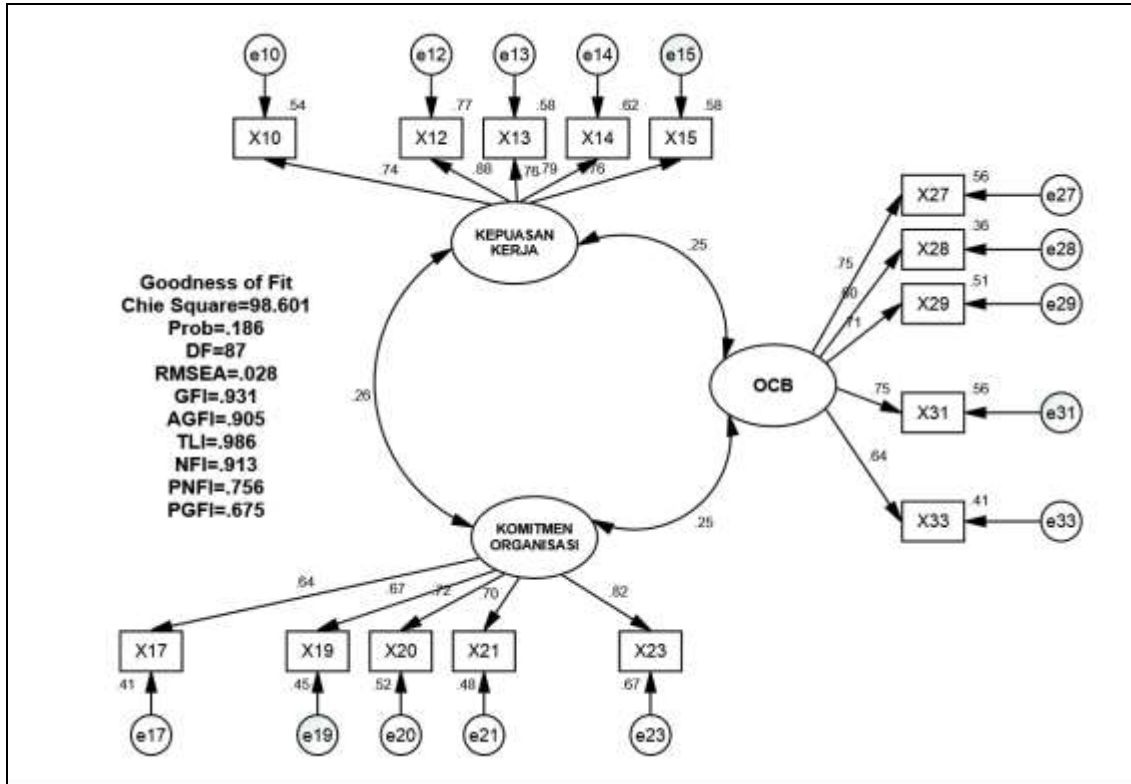 e10
e12
e13
e14
e15
.54
.77
.58
.62
.58
X10
X12
X13
X14
X15
.74
.88
.76
.79
.76
KEPUASAN
KERJA
.25
X27
.56
e27
X28
.36
e28
X29
.51
e29
.75
.60
.71
Goodness of Fit
Chie Square=98.601
Prob=.186
DF=87
RMSEA=.028
GFI=.931
AGFI=.905
TLI=.986
NFI=.913
PNFI=.756
PGFI=.675
.26
OCB
.75
X31
.56
e31
.64
X33
.41
e33
.25
KOMITMEN
ORGANISASI
.64
.67
.72
.70
.82
X17
X19
X20
X21
X23
.41
.45
.52
.48
.67
e17
e19
e20
e21
e23